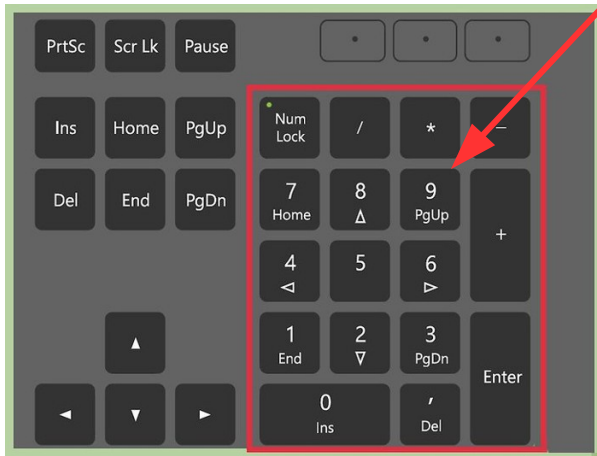 PrtSc
Scr Lk
Pause
Ins
Home
PgUp
Del
End
PgDn
Num
Lock
/
*
−
7
Home
8
9
PgUp
+
4
5
6
1
End
2
3
PgDn
Enter
0
Ins
,
Del